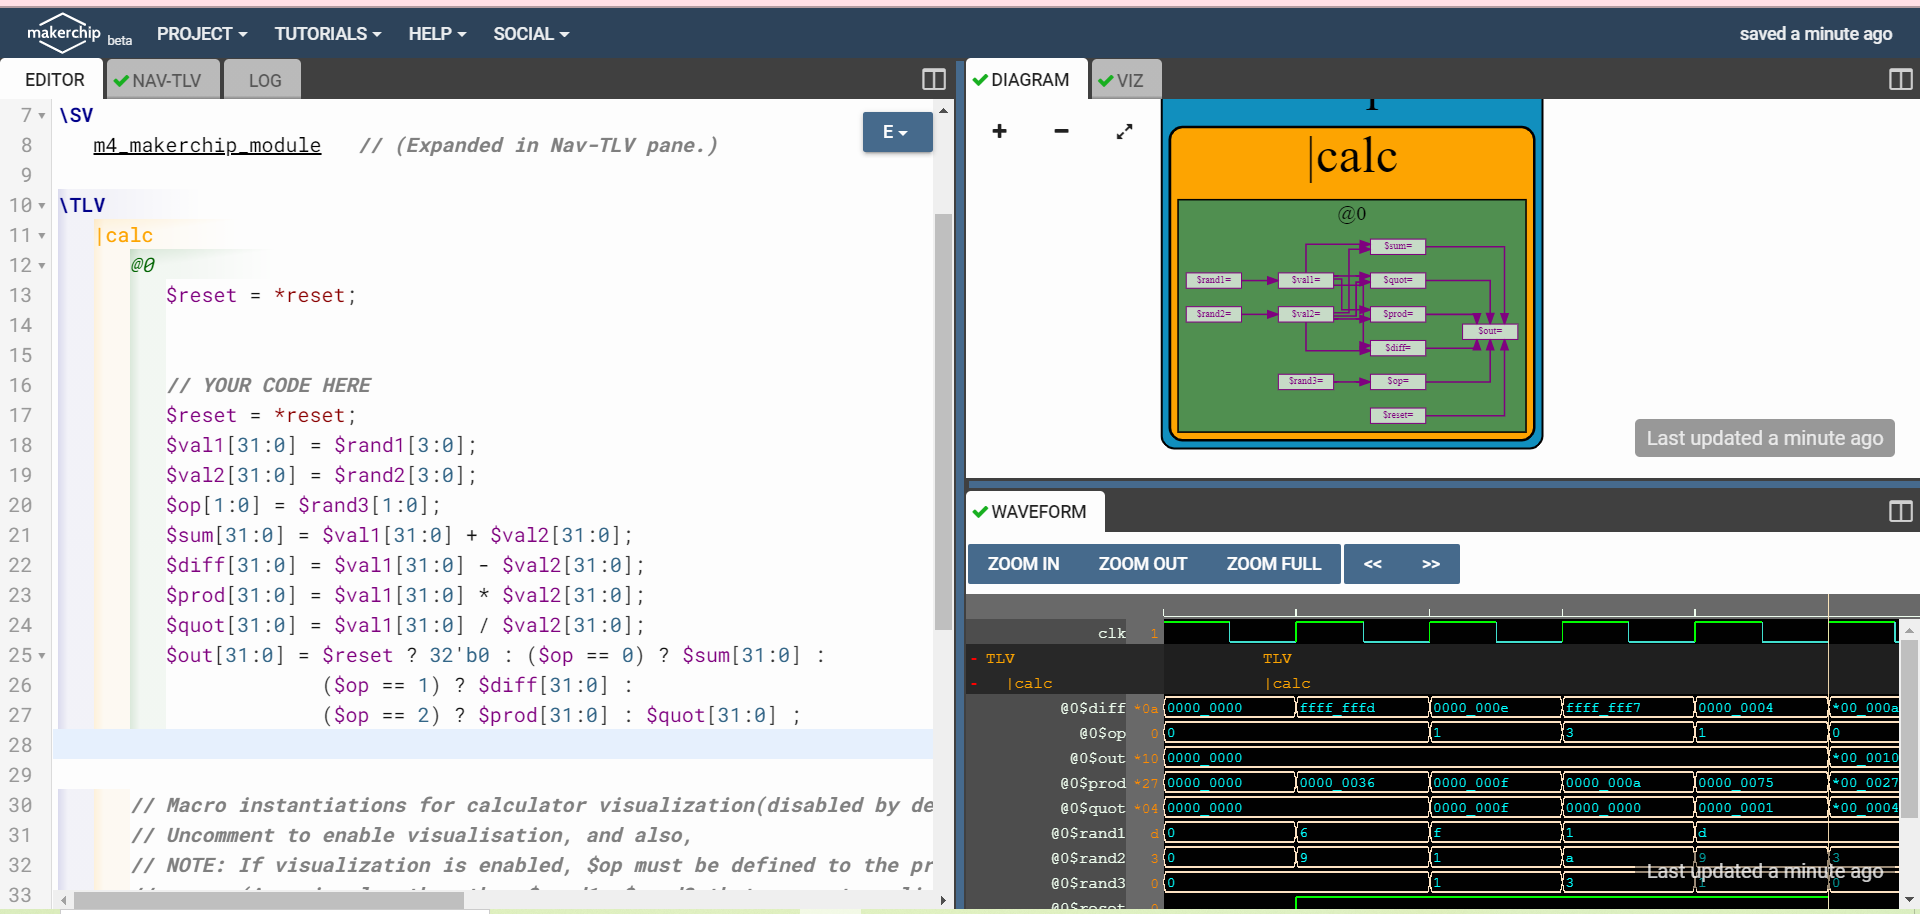 makerchip beta PROJECT TUTORIALS HELP SOCIAL saved a minute ago
EDITOR NAV-TLV LOG
7 \SV
8 m4_makerchip_module // (Expanded in Nav-TLV pane.)
E
9
10 \TLV
11 |calc
12 @0
13 $reset = *reset;
14
15
16 // YOUR CODE HERE
17 $reset = *reset;
18 $val1[31:0] = $rand1[3:0];
19 $val2[31:0] = $rand2[3:0];
20 $op[1:0] = $rand3[1:0];
21 $sum[31:0] = $val1[31:0] + $val2[31:0];
22 $diff[31:0] = $val1[31:0] - $val2[31:0];
23 $prod[31:0] = $val1[31:0] * $val2[31:0];
24 $quot[31:0] = $val1[31:0] / $val2[31:0];
25 $out[31:0] = $reset ? 32'b0 : ($op == 0) ? $sum[31:0] :
26 ($op == 1) ? $diff[31:0] :
27 ($op == 2) ? $prod[31:0] : $quot[31:0] ;
28
29
30 // Macro instantiations for calculator visualization(disabled by de
31 // Uncomment to enable visualisation, and also,
32 // NOTE: If visualization is enabled, $op must be defined to the pr
33
DIAGRAM VIZ
|calc
@0
$sum=
$rand1= $val1= $quot=
$rand2= $val2= $prod=
$out=
$diff=
$rand3= $op=
$reset=
Last updated a minute ago
WAVEFORM
ZOOM IN ZOOM OUT ZOOM FULL << >>
clk 1
- TLV TLV
- |calc |calc
@0$diff *0a 0000_0000 ffff_fffd 0000_000e ffff_fff7 0000_0004 *00_000a
@0$op 0 0 1 3 1 0
@0$out *10 0000_0000 *00_0010
@0$prod *27 0000_0000 0000_0036 0000_000f 0000_000a 0000_0075 *00_0027
@0$quot *04 0000_0000 0000_000f 0000_0000 0000_0001 *00_0004
@0$rand1 d 0 6 f 1 d
@0$rand2 3 0 9 1 a 9 3
@0$rand3 0 0 1 3 1 0
Last updated a minute ago
@0$reset 0